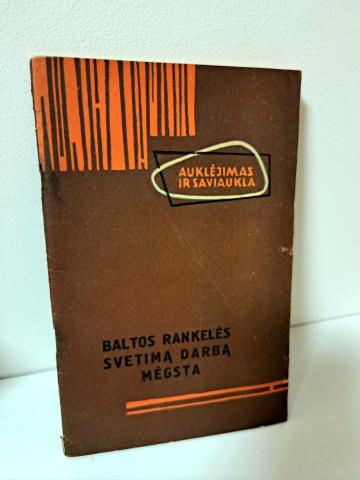 AUKLĖJIMAS
IR SAVIAUKLA
BALTOS RANKELĖS
SVETIMĄ DARBĄ
MĖGSTA